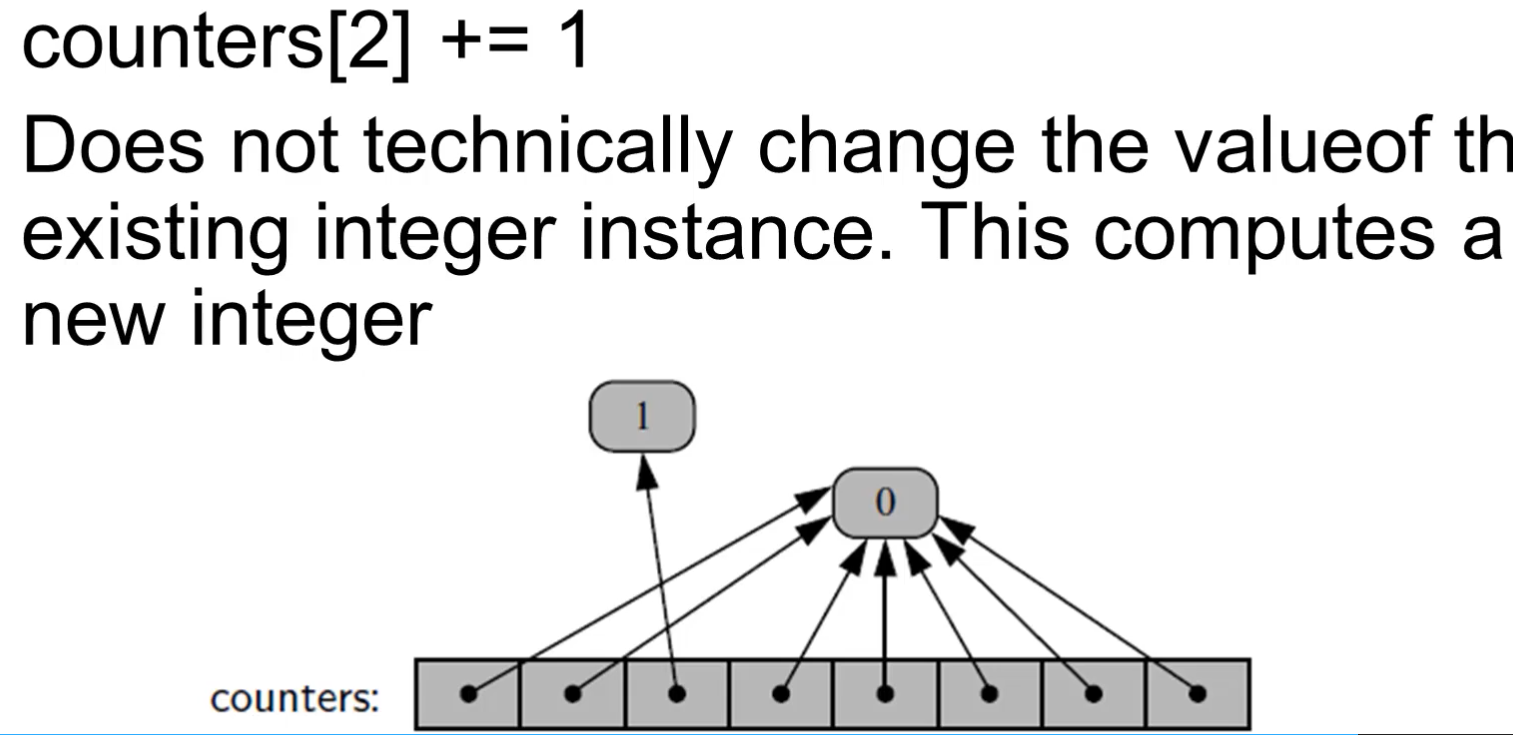 counters[2] += 1
Does not technically change the valueof th
existing integer instance. This computes a
new integer
1
0
counters: